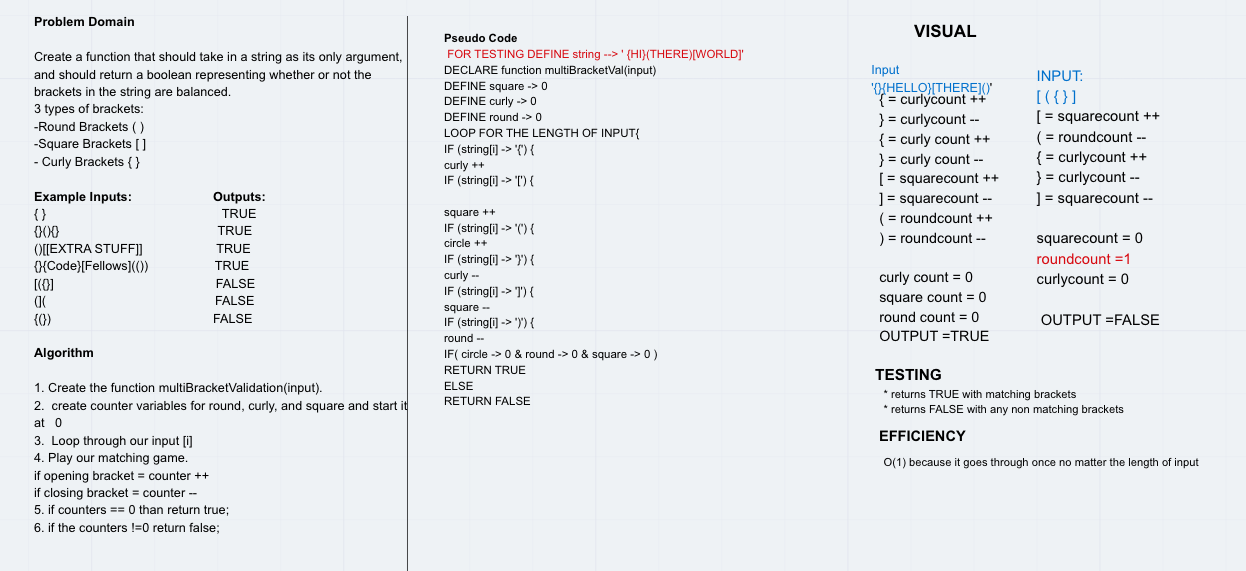 Problem Domain
Create a function that should take in a string as its only argument,
and should return a boolean representing whether or not the
brackets in the string are balanced.
3 types of brackets:
-Round Brackets ( )
-Square Brackets [ ]
- Curly Brackets { }
Example Inputs: Outputs:
{ } TRUE
{}(){} TRUE
()[[EXTRA STUFF]] TRUE
{}{Code}[Fellows](()) TRUE
[({}] FALSE
(]( FALSE
{(}) FALSE
Algorithm
1. Create the function multiBracketValidation(input).
2. create counter variables for round, curly, and square and start it
at 0
3. Loop through our input [i]
4. Play our matching game.
if opening bracket = counter ++
if closing bracket = counter --
5. if counters == 0 than return true;
6. if the counters !=0 return false;
Pseudo Code
FOR TESTING DEFINE string --> ' {HI}(THERE)[WORLD]'
DECLARE function multiBracketVal(input)
DEFINE square -> 0
DEFINE curly -> 0
DEFINE round -> 0
LOOP FOR THE LENGTH OF INPUT{
IF (string[i] -> '{') {
curly ++
IF (string[i] -> '[') {
square ++
IF (string[i] -> '(') {
circle ++
IF (string[i] -> '}') {
curly --
IF (string[i] -> ']') {
square --
IF (string[i] -> ')') {
round --
IF( circle -> 0 & round -> 0 & square -> 0 )
RETURN TRUE
ELSE
RETURN FALSE
VISUAL
Input
'{}{HELLO}[THERE]()'
{ = curlycount ++
} = curlycount --
{ = curly count ++
} = curly count --
[ = squarecount ++
] = squarecount --
( = roundcount ++
) = roundcount --
curly count = 0
square count = 0
round count = 0
OUTPUT =TRUE
INPUT:
[ ( { } ]
[ = squarecount ++
( = roundcount --
{ = curlycount ++
} = curlycount --
] = squarecount --
squarecount = 0
roundcount =1
curlycount = 0
OUTPUT =FALSE
TESTING
* returns TRUE with matching brackets
* returns FALSE with any non matching brackets
EFFICIENCY
O(1) because it goes through once no matter the length of input